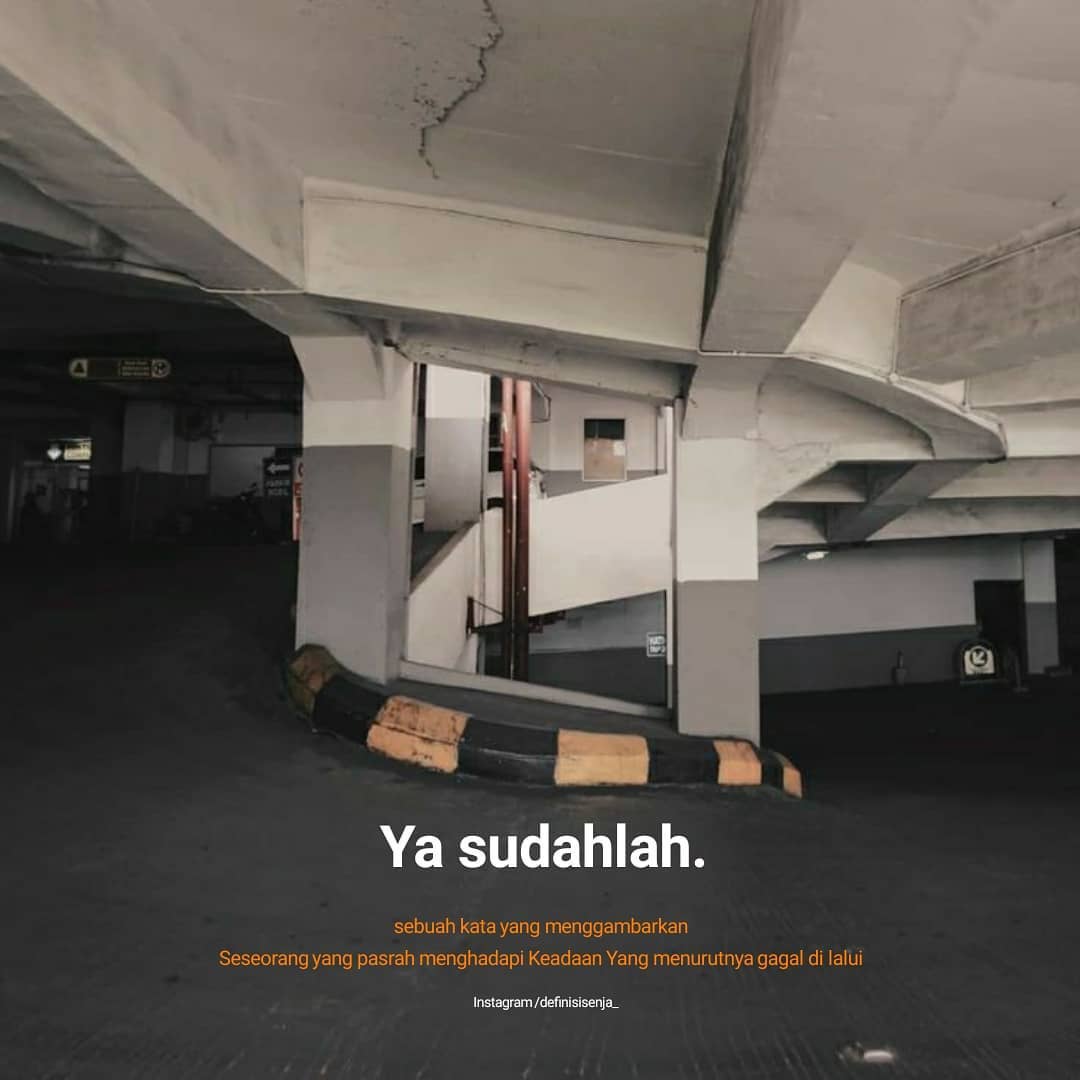 Ya sudahlah.
sebuah kata yang menggambarkan
Seseorang yang pasrah menghadapi Keadaan Yang menurutnya gagal di lalui
Instagram/definisisenja_